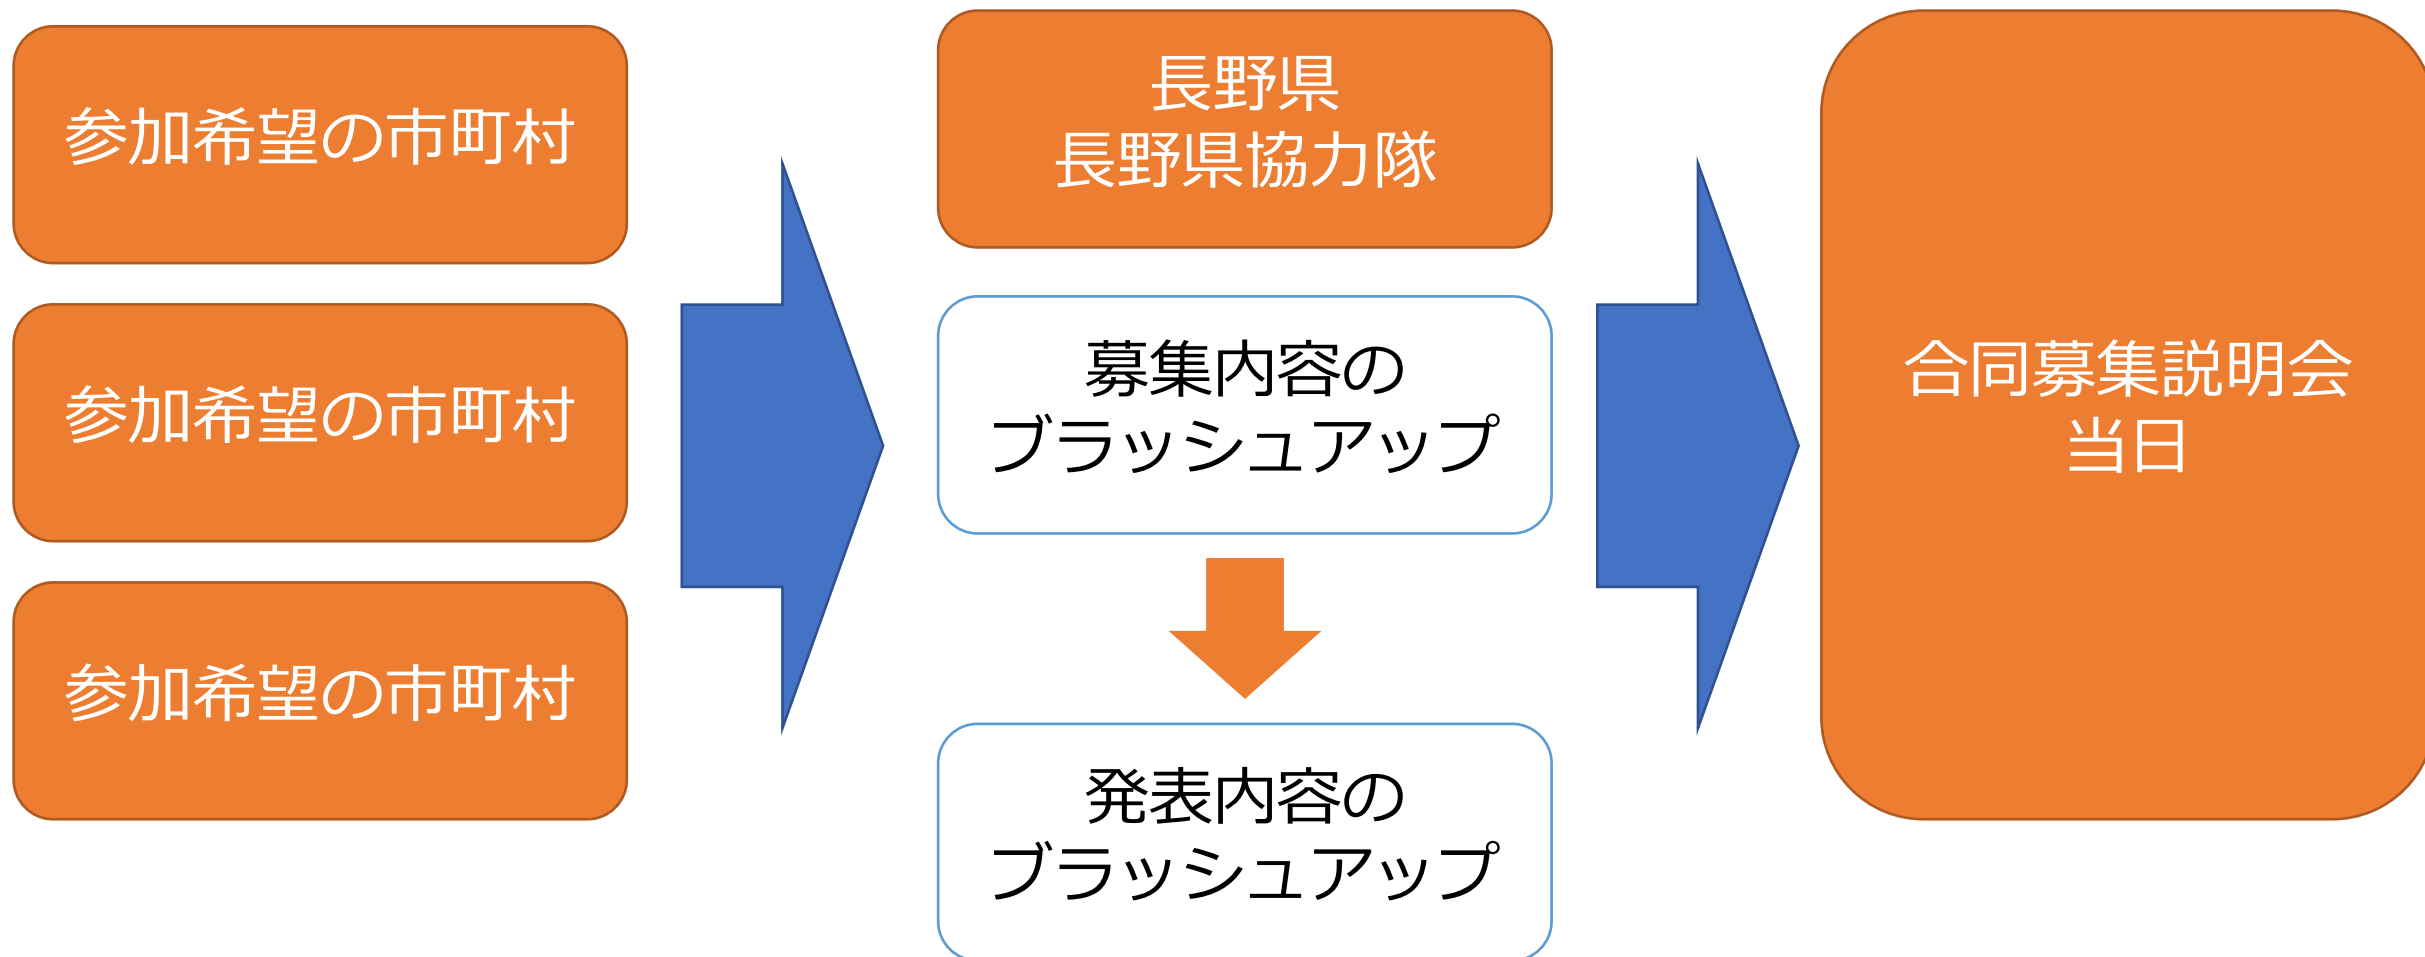 参加希望の市町村
参加希望の市町村
参加希望の市町村
長野県
長野県協力隊
募集内容の
ブラッシュアップ
発表内容の
ブラッシュアップ
合同募集説明会
当日